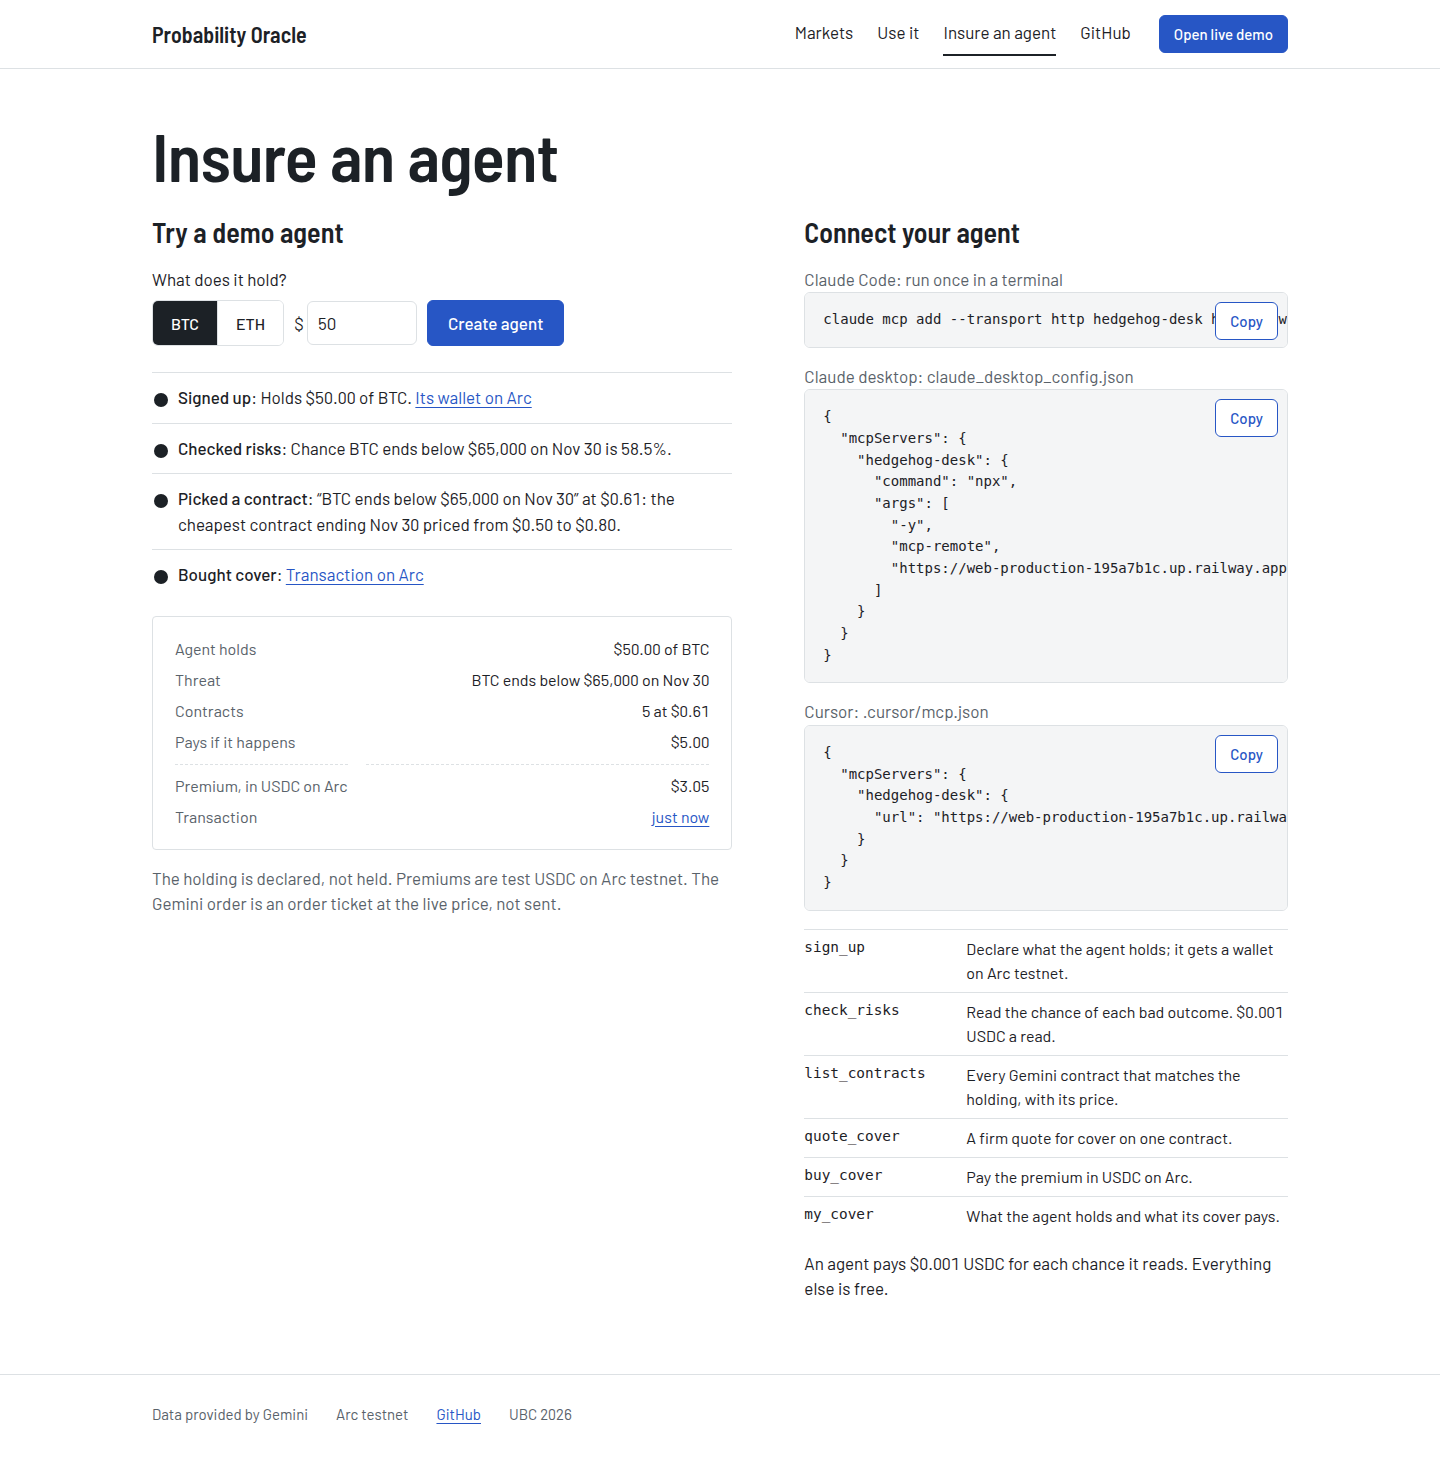 Probability Oracle
Markets
Use it
Insure an agent
GitHub
Open live demo
Insure an agent
Try a demo agent
What does it hold?
BTC
ETH
$
50
Create agent
Signed up: Holds $50.00 of BTC. Its wallet on Arc
Checked risks: Chance BTC ends below $65,000 on Nov 30 is 58.5%.
Picked a contract: “BTC ends below $65,000 on Nov 30” at $0.61: the
cheapest contract ending Nov 30 priced from $0.50 to $0.80.
Bought cover: Transaction on Arc
Agent holds $50.00 of BTC
Threat BTC ends below $65,000 on Nov 30
Contracts 5 at $0.61
Pays if it happens $5.00
Premium, in USDC on Arc $3.05
Transaction just now
The holding is declared, not held. Premiums are test USDC on Arc testnet. The
Gemini order is an order ticket at the live price, not sent.
Connect your agent
Claude Code: run once in a terminal
claude mcp add --transport http hedgehog-desk
Copy
Claude desktop: claude_desktop_config.json
Copy
{
"mcpServers": {
"hedgehog-desk": {
"command": "npx",
"args": [
"-y",
"mcp-remote",
"https://web-production-195a7b1c.up.railway.app
]
}
}
}
Cursor: .cursor/mcp.json
Copy
{
"mcpServers": {
"hedgehog-desk": {
"url": "https://web-production-195a7b1c.up.railwa
}
}
}
sign_up Declare what the agent holds; it gets a wallet
on Arc testnet.
check_risks Read the chance of each bad outcome. $0.001
USDC a read.
list_contracts Every Gemini contract that matches the
holding, with its price.
quote_cover A firm quote for cover on one contract.
buy_cover Pay the premium in USDC on Arc.
my_cover What the agent holds and what its cover pays.
An agent pays $0.001 USDC for each chance it reads. Everything
else is free.
Data provided by Gemini
Arc testnet
GitHub
UBC 2026